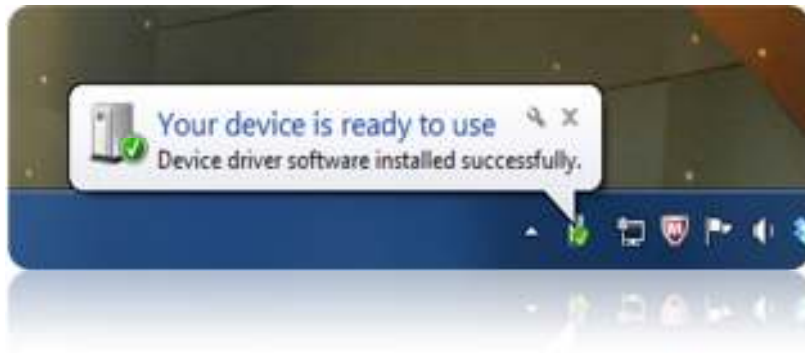 Your device is ready to use
Device driver software installed successfully.